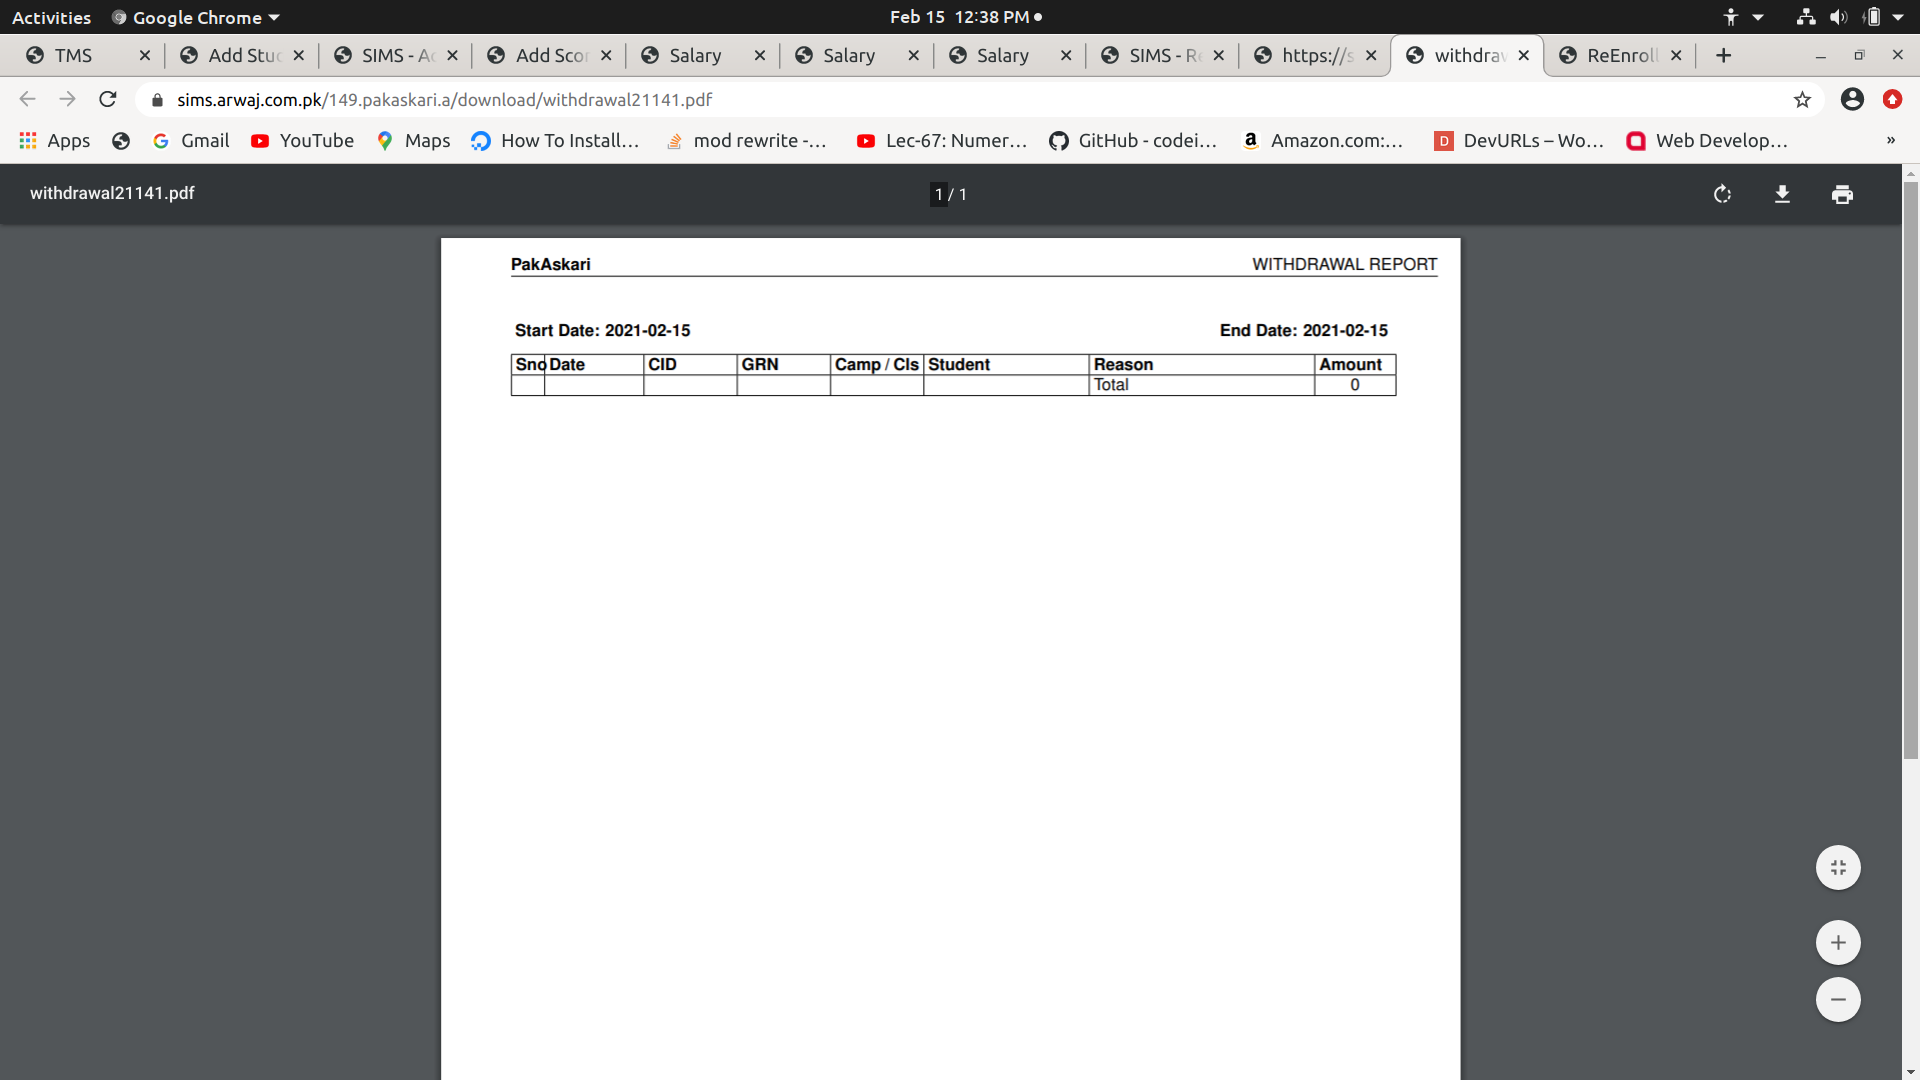 Activities Google Chrome Feb 15 12:38 PM
TMS Add Stud SIMS - Ad Add Scor Salary Salary Salary SIMS - Re https://s withdraw ReEnroll
sims.arwaj.com.pk/149.pakaskari.a/download/withdrawal21141.pdf
Apps Gmail YouTube Maps How To Install... mod rewrite -... Lec-67: Numer... GitHub - codei... Amazon.com:... D DevURLs – Wo... Web Develop... »
withdrawal21141.pdf 1 / 1
PakAskari WITHDRAWAL REPORT
Start Date: 2021-02-15 End Date: 2021-02-15
Sno Date CID GRN Camp / Cls Student Reason Amount
Total 0